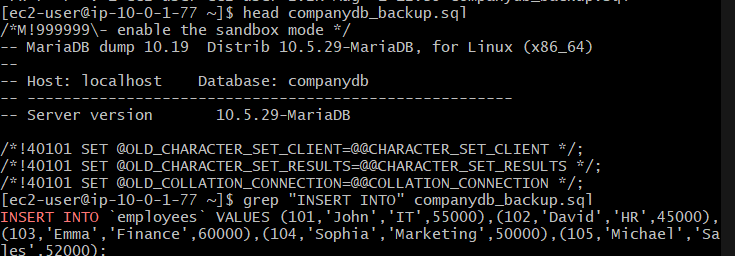 [ec2-user@ip-10-0-1-77 ~]$ head companydb_backup.sql
/*M!999999\- enable the sandbox mode */
-- MariaDB dump 10.19  Distrib 10.5.29-MariaDB, for Linux (x86_64)
--
-- Host: localhost    Database: companydb
-- ------------------------------------------------------
-- Server version       10.5.29-MariaDB

/*!40101 SET @OLD_CHARACTER_SET_CLIENT=@@CHARACTER_SET_CLIENT */;
/*!40101 SET @OLD_CHARACTER_SET_RESULTS=@@CHARACTER_SET_RESULTS */;
/*!40101 SET @OLD_COLLATION_CONNECTION=@@COLLATION_CONNECTION */;
[ec2-user@ip-10-0-1-77 ~]$ grep "INSERT INTO" companydb_backup.sql
INSERT INTO `employees` VALUES (101,'John','IT',55000),(102,'David','HR',45000),
(103,'Emma','Finance',60000),(104,'Sophia','Marketing',50000),(105,'Michael','Sa
les',52000);